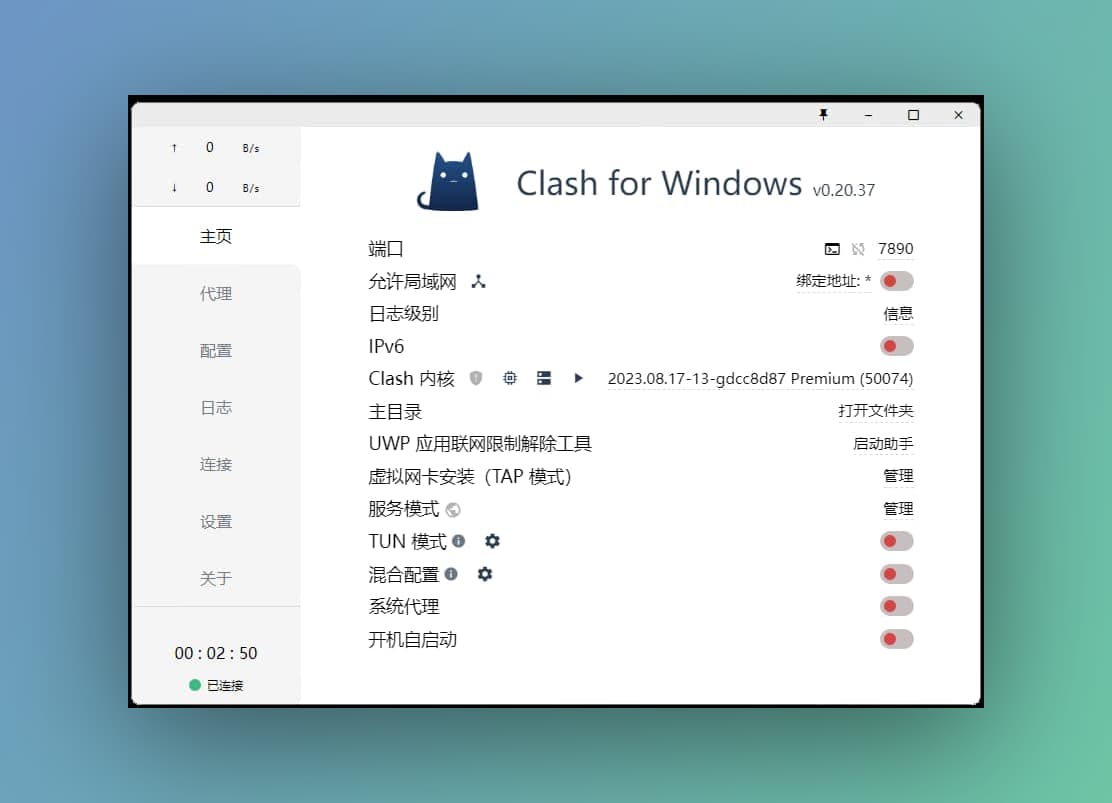 ↑ 0 B/s
↓ 0 B/s
主页
代理
配置
日志
连接
设置
关于
00 : 02 : 50
已连接
Clash for Windows v0.20.37
端口 7890
允许局域网 绑定地址: *
日志级别 信息
IPv6
Clash 内核 2023.08.17-13-gdcc8d87 Premium (50074)
主目录 打开文件夹
UWP 应用联网限制解除工具 启动助手
虚拟网卡安装（TAP 模式） 管理
服务模式 管理
TUN 模式
混合配置
系统代理
开机自启动